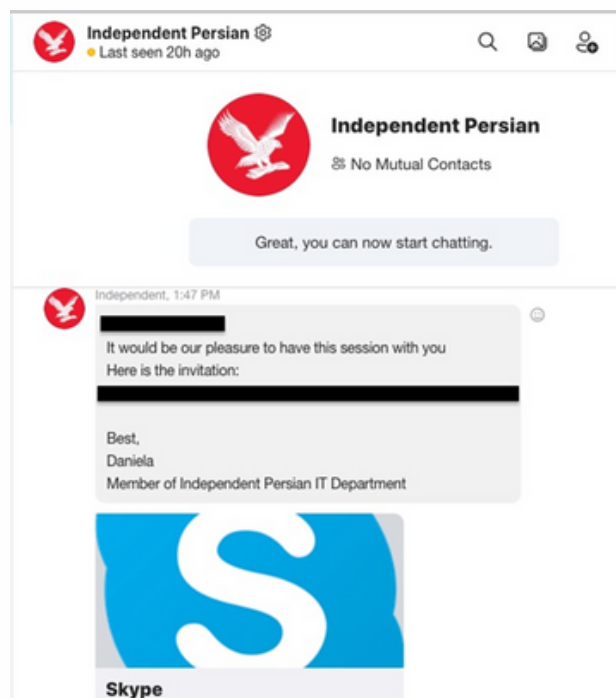 Independent Persian
Last seen 20h ago
Independent Persian
No Mutual Contacts
Great, you can now start chatting.
Independent, 1:47 PM
It would be our pleasure to have this session with you
Here is the invitation:
Best,
Daniela
Member of Independent Persian IT Department
S
Skype